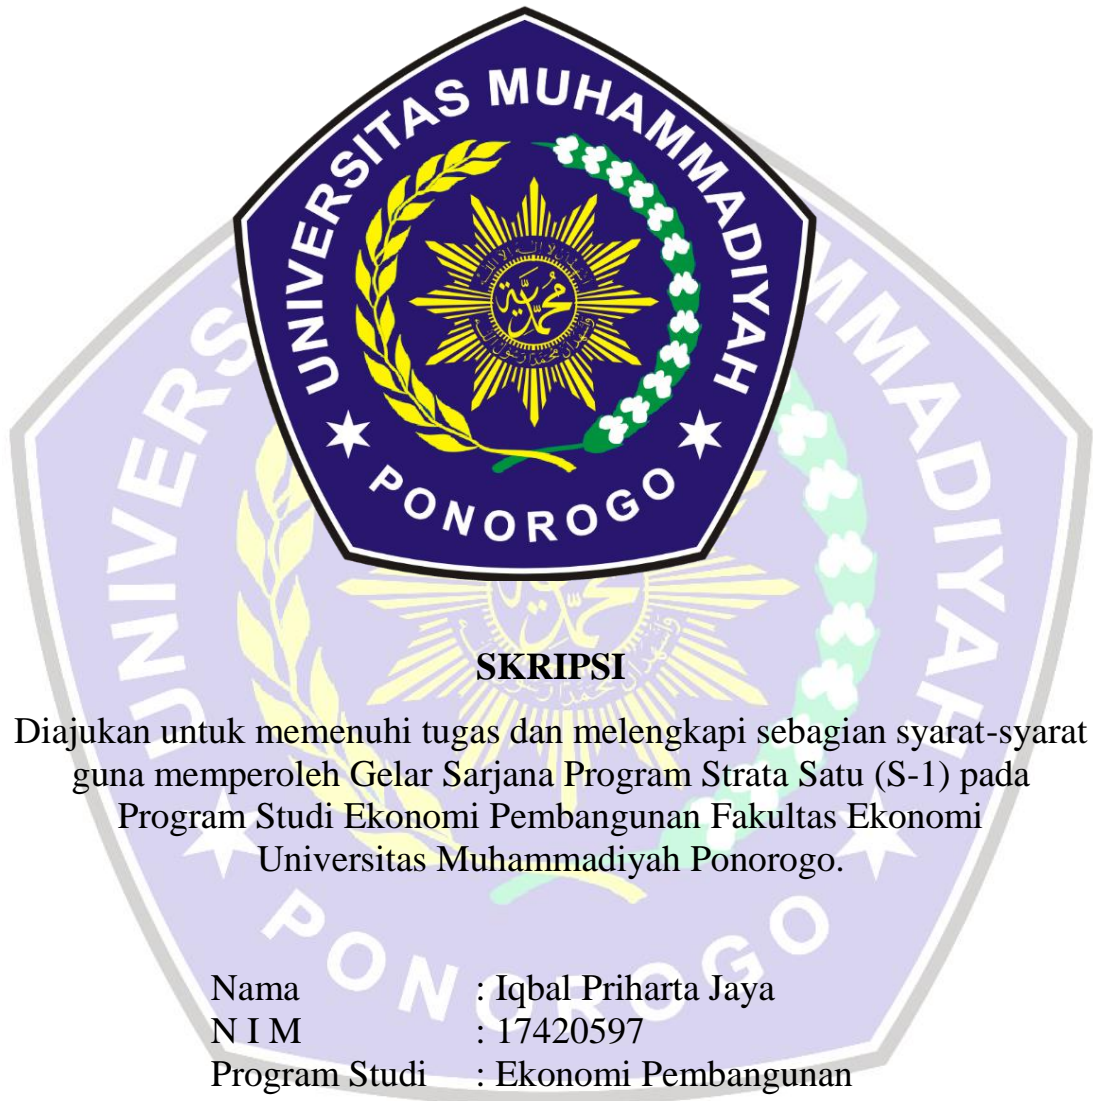 UNIVERSITAS MUHAMMADIYAH
محمدية
PONOROGO
SKRIPSI
Diajukan untuk memenuhi tugas dan melengkapi sebagian syarat-syarat
guna memperoleh Gelar Sarjana Program Strata Satu (S-1) pada
Program Studi Ekonomi Pembangunan Fakultas Ekonomi
Universitas Muhammadiyah Ponorogo.
Nama : Iqbal Priharta Jaya
N I M : 17420597
Program Studi : Ekonomi Pembangunan